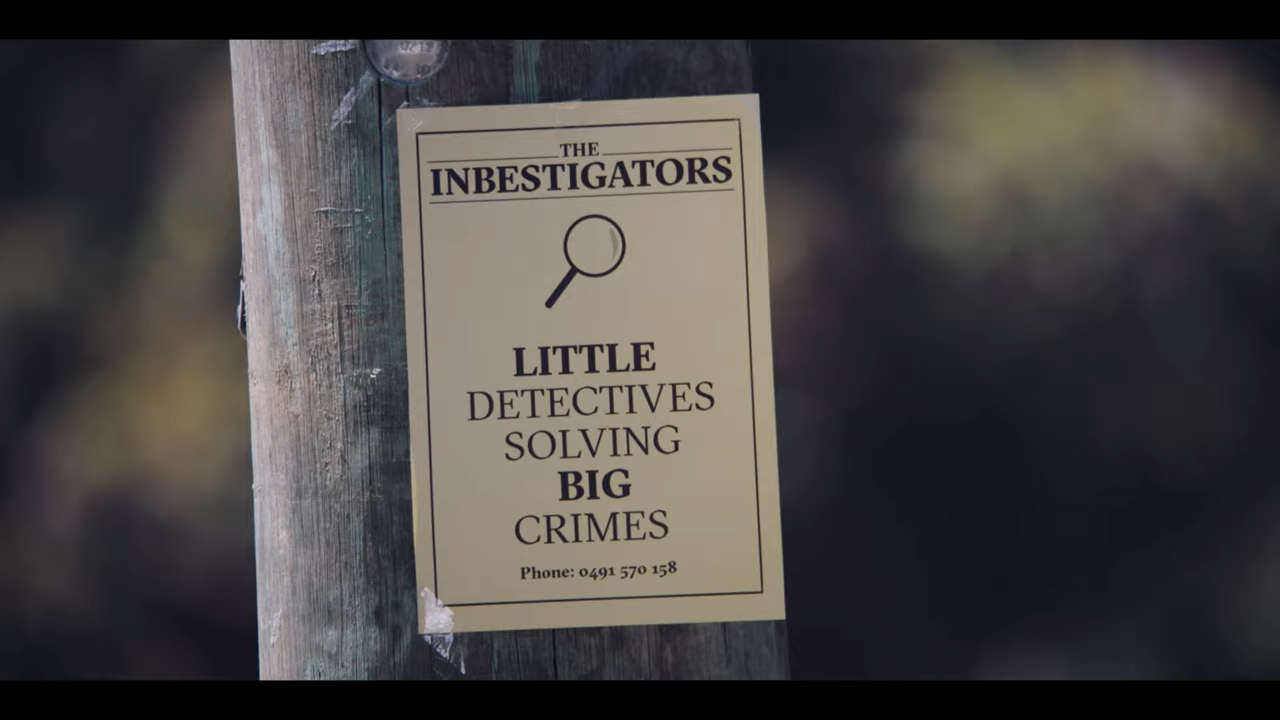 THE
INBESTIGATORS
LITTLE
DETECTIVES
SOLVING
BIG
CRIMES
Phone: 0491 570 158